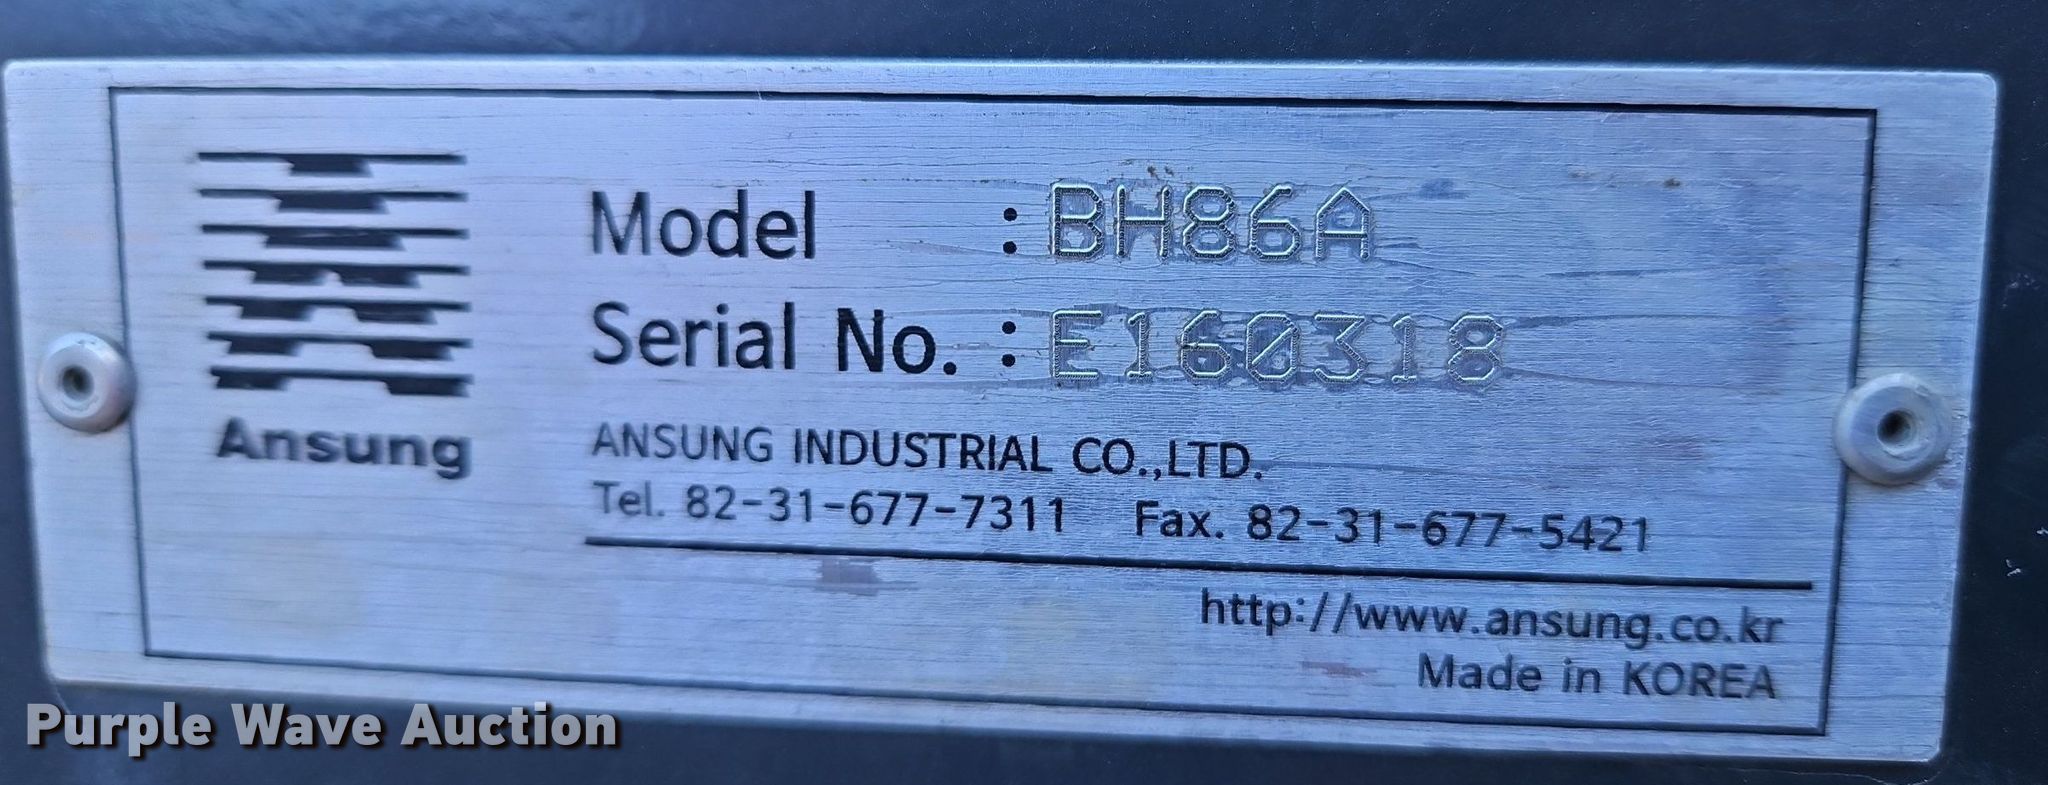 Ansung
Model : BH86A
Serial No. : E160318
ANSUNG INDUSTRIAL CO.,LTD.
Tel. 82-31-677-7311 Fax. 82-31-677-5421
http://www.ansung.co.kr
Made in KOREA
Purple Wave Auction